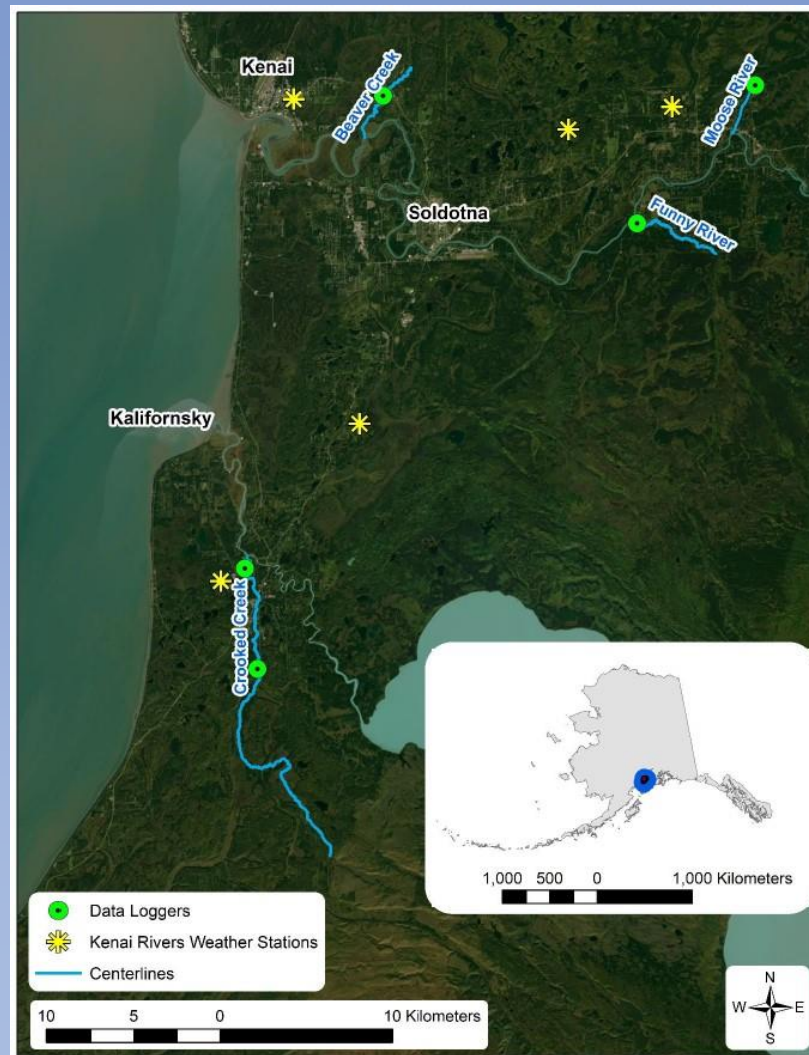 Kenai
Beaver Creek
Moose River
Soldotna
Funny River
Kalifornsky
Crooked Creek
1,000 500 0 1,000 Kilometers
Data Loggers
Kenai Rivers Weather Stations
Centerlines
10 5 0 10 Kilometers
N
W E
S